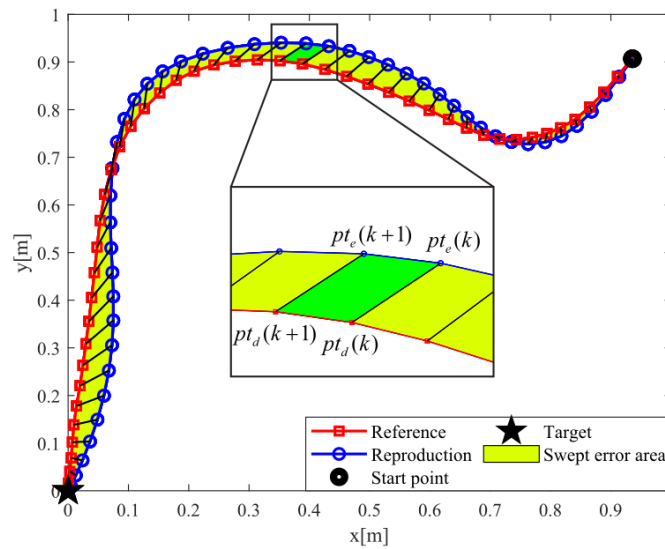 1
0.9
0.8
0.7
0.6
0.5
0.4
0.3
0.2
0.1
0
y[m]
pt_e(k+1)
pt_e(k)
pt_d(k+1)
pt_d(k)
Reference
Reproduction
Start point
Target
Swept error area
0 0.1 0.2 0.3 0.4 0.5 0.6 0.7 0.8 0.9
x[m]